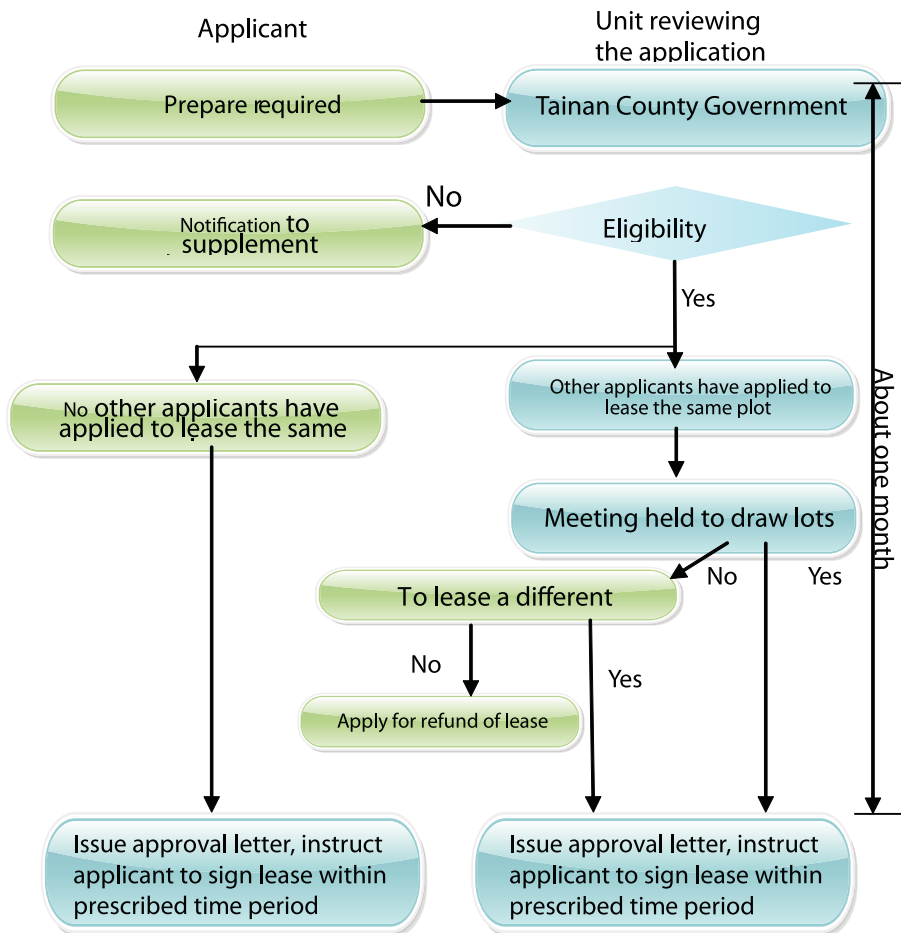 Applicant
Unit reviewing
the application
Prepare required
Tainan County Government
No
Notification to
supplement
Eligibility
Yes
No other applicants have
applied to lease the same
Other applicants have applied to
lease the same plot
About one month
Meeting held to draw lots
No
Yes
To lease a different
No
Yes
Apply for refund of lease
Issue approval letter, instruct
applicant to sign lease within
prescribed time period
Issue approval letter, instruct
applicant to sign lease within
prescribed time period